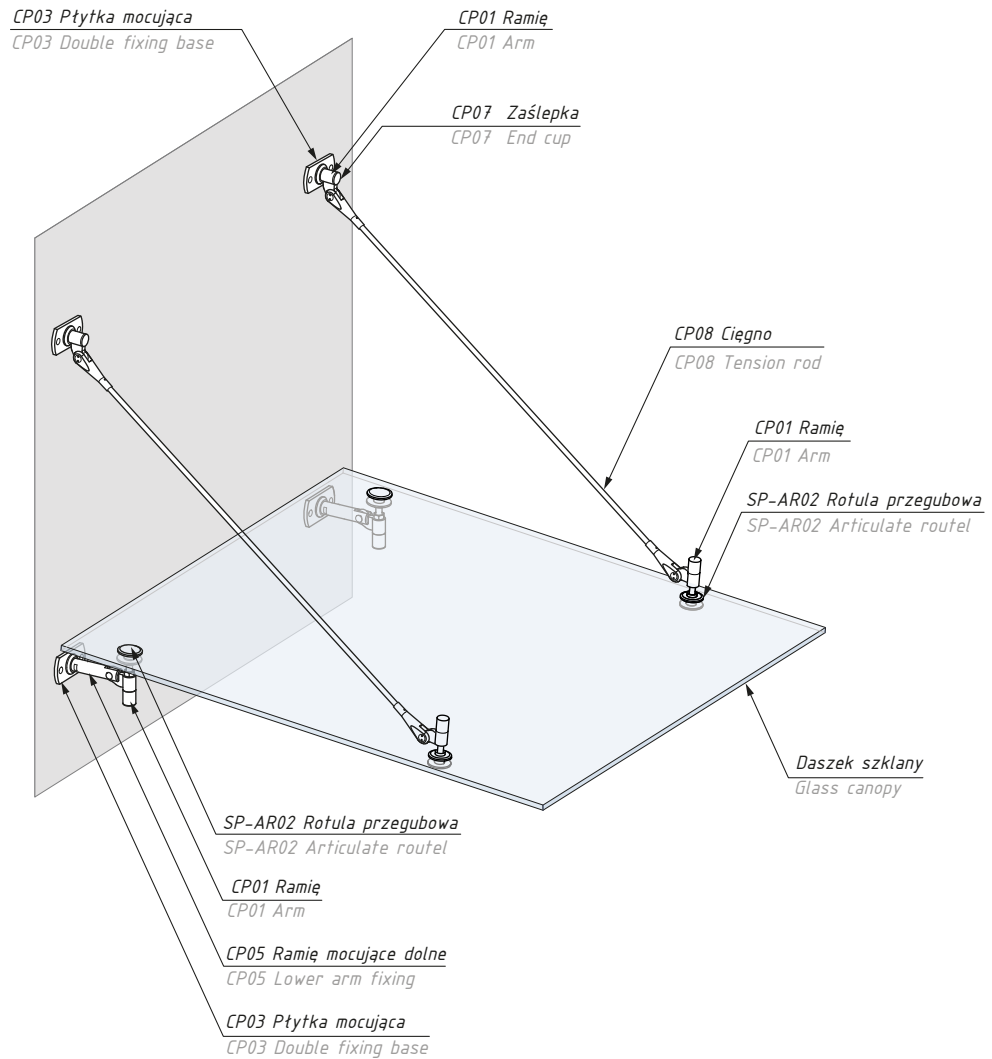 CP03 Płytka mocująca
CP03 Double fixing base
CP01 Ramię
CP01 Arm
CP07 Zaślepka
CP07 End cup
CP08 Cięgno
CP08 Tension rod
CP01 Ramię
CP01 Arm
SP-AR02 Rotula przegubowa
SP-AR02 Articulate routel
Daszek szklany
Glass canopy
SP-AR02 Rotula przegubowa
SP-AR02 Articulate routel
CP01 Ramię
CP01 Arm
CP05 Ramię mocujące dolne
CP05 Lower arm fixing
CP03 Płytka mocująca
CP03 Double fixing base